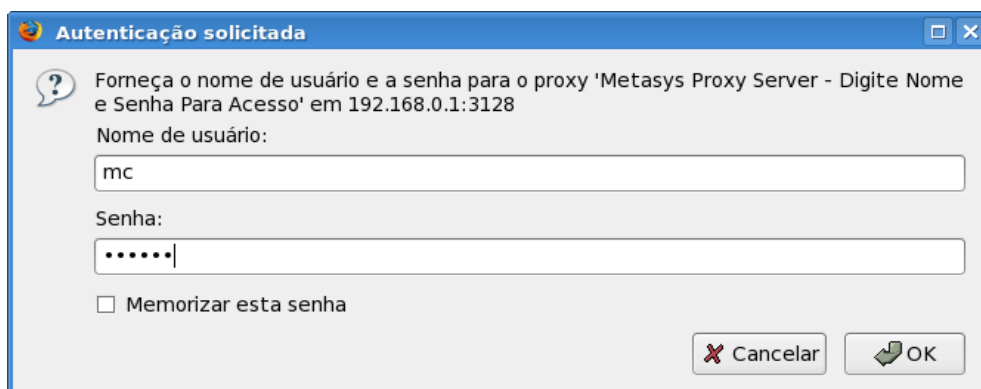 Autenticação solicitada
Forneça o nome de usuário e a senha para o proxy 'Metasys Proxy Server - Digite Nome
e Senha Para Acesso' em 192.168.0.1:3128
Nome de usuário:
mc
Senha:
••••••
Memorizar esta senha
Cancelar
OK